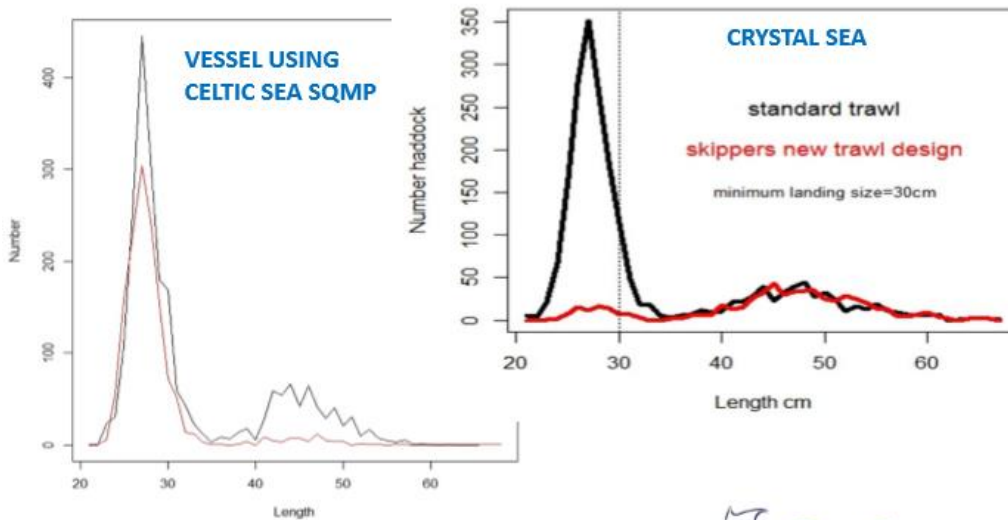 VESSEL USING
CELTIC SEA SQMP
Number
0
100
200
300
400
20
30
40
50
60
Length
CRYSTAL SEA
standard trawl
skippers new trawl design
minimum landing size=30cm
Number haddock
0
50
100
150
200
250
300
350
20
30
40
50
60
Length cm